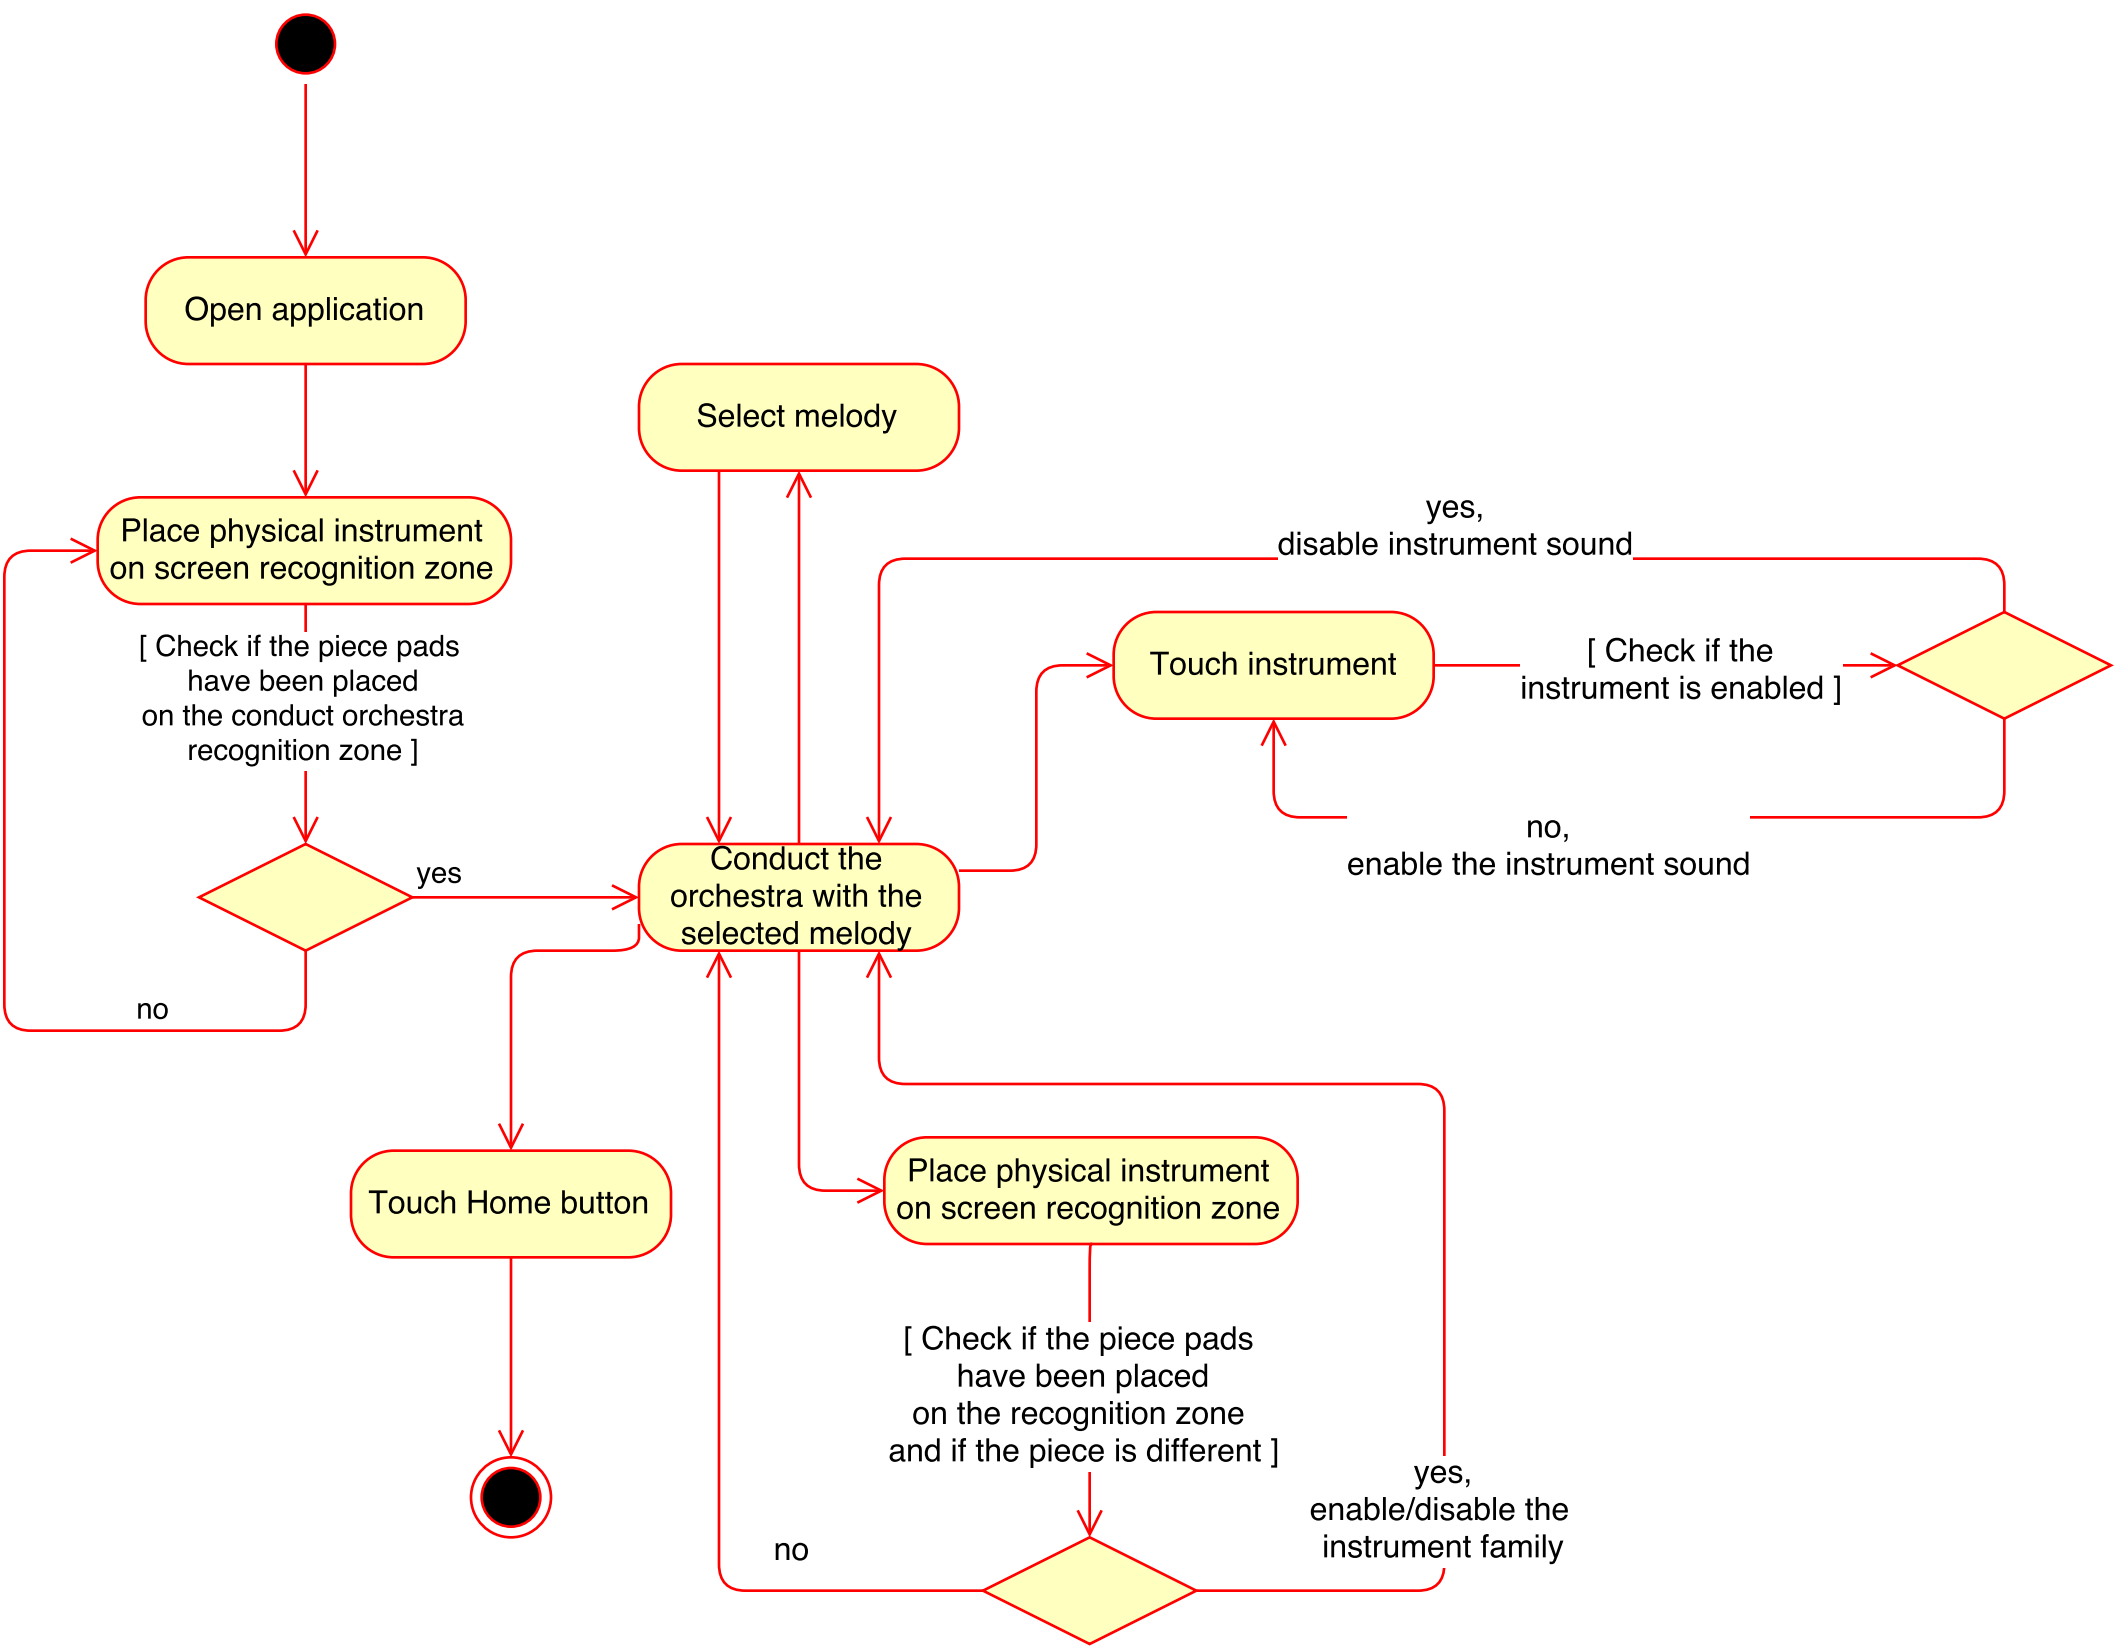 Open application
Select melody
Place physical instrument
on screen recognition zone
[ Check if the piece pads
have been placed
on the conduct orchestra
recognition zone ]
yes
no
yes,
disable instrument sound
Touch instrument
[ Check if the
instrument is enabled ]
no,
enable the instrument sound
Conduct the
orchestra with the
selected melody
Touch Home button
Place physical instrument
on screen recognition zone
[ Check if the piece pads
have been placed
on the recognition zone
and if the piece is different ]
no
yes,
enable/disable the
instrument family